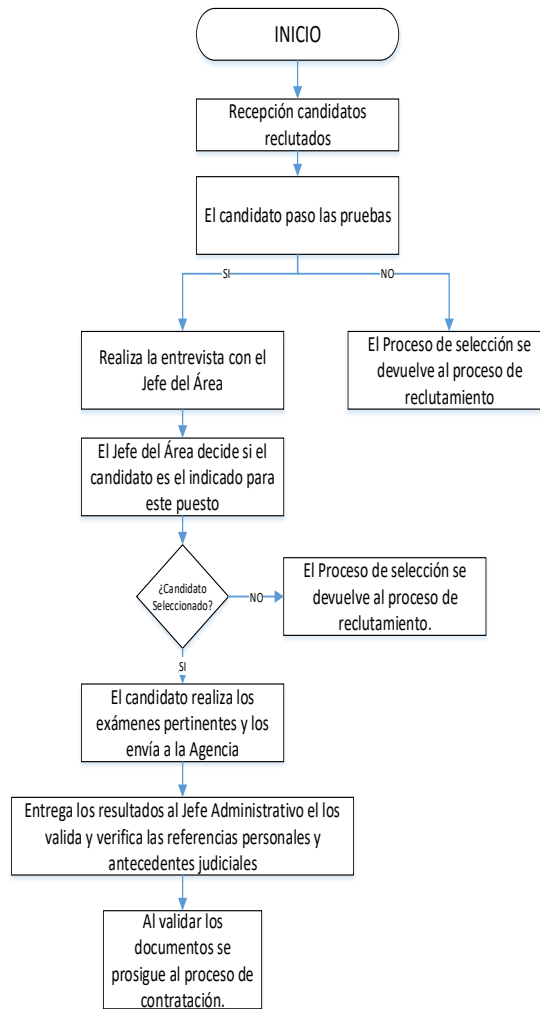 INICIO
Recepción candidatos
reclutados
El candidato paso las pruebas
SI
NO
Realiza la entrevista con el
Jefe del Área
El Proceso de selección se
devuelve al proceso de
reclutamiento
El Jefe del Área decide si el
candidato es el indicado para
este puesto
¿Candidato
Seleccionado?
NO
El Proceso de selección se
devuelve al proceso de
reclutamiento.
SI
El candidato realiza los
exámenes pertinentes y los
envía a la Agencia
Entrega los resultados al Jefe Administrativo el los
valida y verifica las referencias personales y
antecedentes judiciales
Al validar los
documentos se
prosigue al proceso de
contratación.